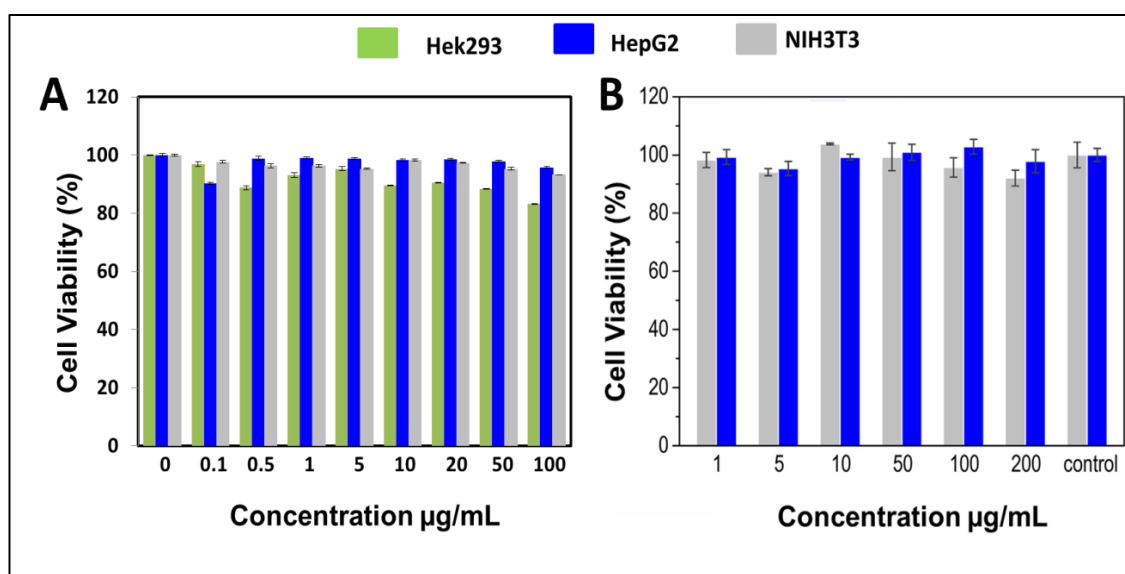 Hek293 HepG2 NIH3T3
A
120
100
80
60
40
20
0
Cell Viability (%)
0 0.1 0.5 1 5 10 20 50 100
Concentration µg/mL
B
120
100
80
60
40
20
0
Cell Viability (%)
1 5 10 50 100 200 control
Concentration µg/mL